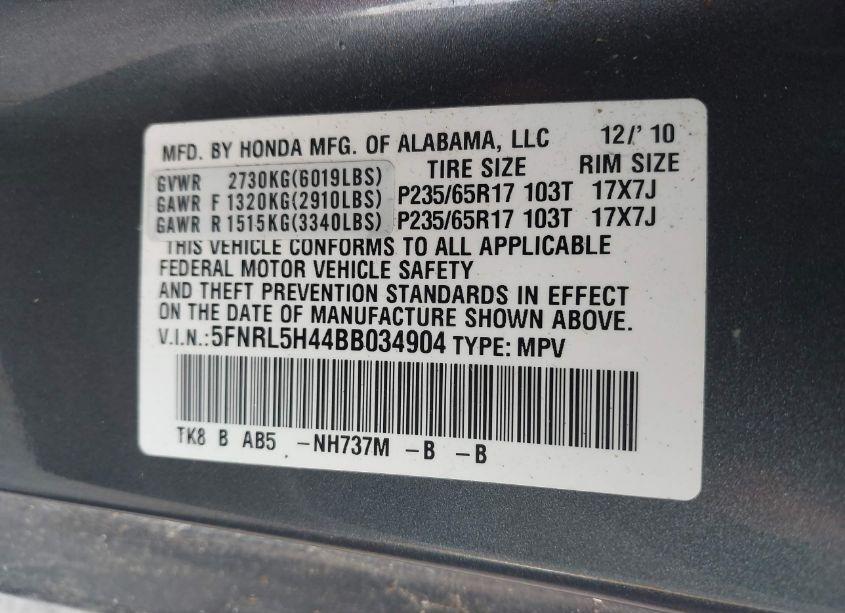 MFD. BY HONDA MFG. OF ALABAMA, LLC 12/' 10
TIRE SIZE RIM SIZE
GVWR 2730KG(6019LBS)
GAWR F 1320KG(2910LBS) P235/65R17 103T 17X7J
GAWR R 1515KG(3340LBS) P235/65R17 103T 17X7J
THIS VEHICLE CONFORMS TO ALL APPLICABLE
FEDERAL MOTOR VEHICLE SAFETY
AND THEFT PREVENTION STANDARDS IN EFFECT
ON THE DATE OF MANUFACTURE SHOWN ABOVE.
V.I.N.:5FNRL5H44BB034904 TYPE: MPV
TK8 B AB5 -NH737M -B -B